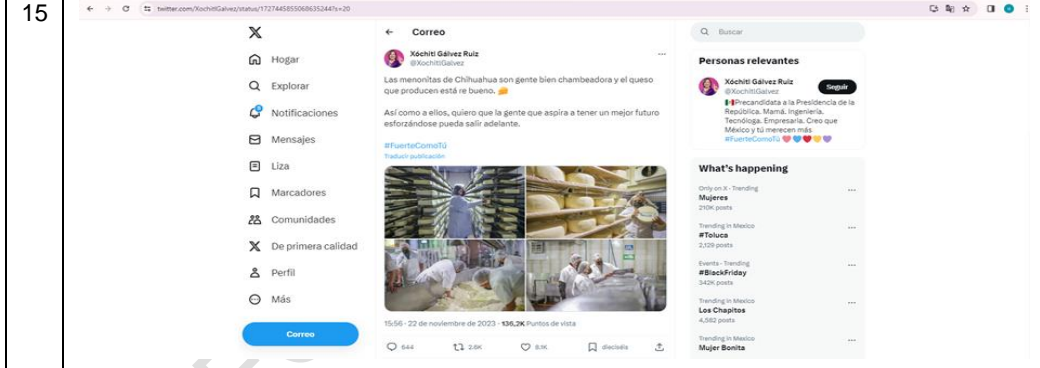 15
twitter.com/XochitlGalvez/status/1727445855068635244?s=20
Hogar
Explorar
Notificaciones
Mensajes
Liza
Marcadores
Comunidades
De primera calidad
Perfil
Más
Correo
Correo
Xóchitl Gálvez Ruiz
@XochitlGalvez
Las menonitas de Chihuahua son gente bien chambeadora y el queso
que producen está re bueno. 🧀
Así como a ellos, quiero que la gente que aspira a tener un mejor futuro
esforzándose pueda salir adelante.
#FuerteComoTú
Traducir publicación
15:56 · 22 de noviembre de 2023 · 136,2K Puntos de vista
644 2.6K 8.1K dieciséis
Buscar
Personas relevantes
Xóchitl Gálvez Ruiz
@XochitlGalvez
Seguir
🇲🇽Precandidata a la Presidencia de la
República. Mamá. Ingeniería.
Tecnóloga. Empresaria. Creo que
México y tú merecen más
#FuerteComoTú
What's happening
Only on X · Trending
Mujeres
210K posts
Trending in Mexico
#Toluca
2,129 posts
Events · Trending
#BlackFriday
342K posts
Trending in Mexico
Los Chapitos
4,582 posts
Trending in Mexico
Mujer Bonita